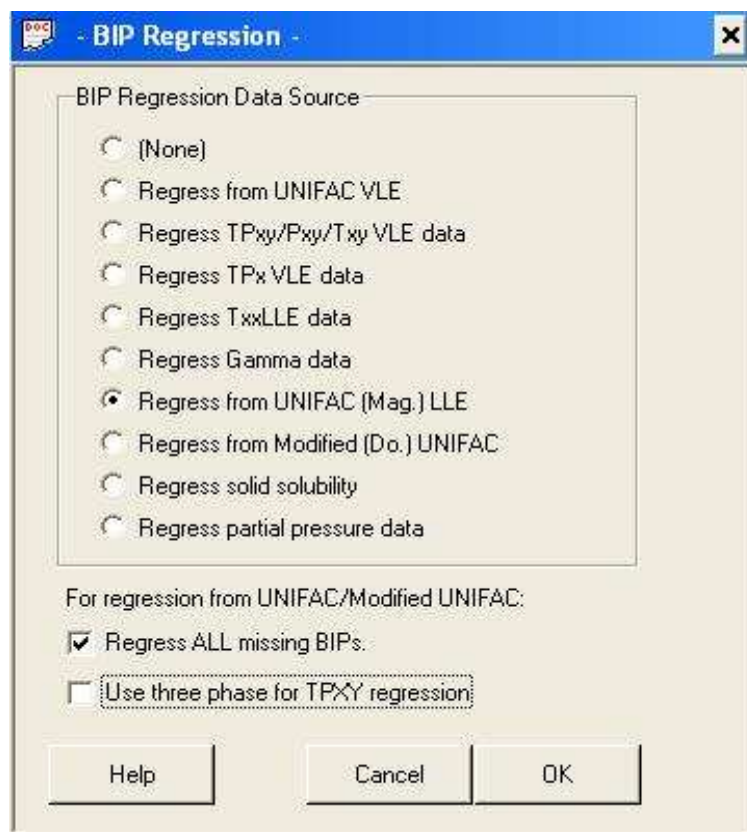 DOC
- BIP Regression -
BIP Regression Data Source
(None)
Regress from UNIFAC VLE
Regress TPxy/Pxy/Txy VLE data
Regress TPx VLE data
Regress TxxLLE data
Regress Gamma data
Regress from UNIFAC (Mag.) LLE
Regress from Modified (Do.) UNIFAC
Regress solid solubility
Regress partial pressure data
For regression from UNIFAC/Modified UNIFAC:
Regress ALL missing BIPs.
Use three phase for TPXY regression
Help Cancel OK